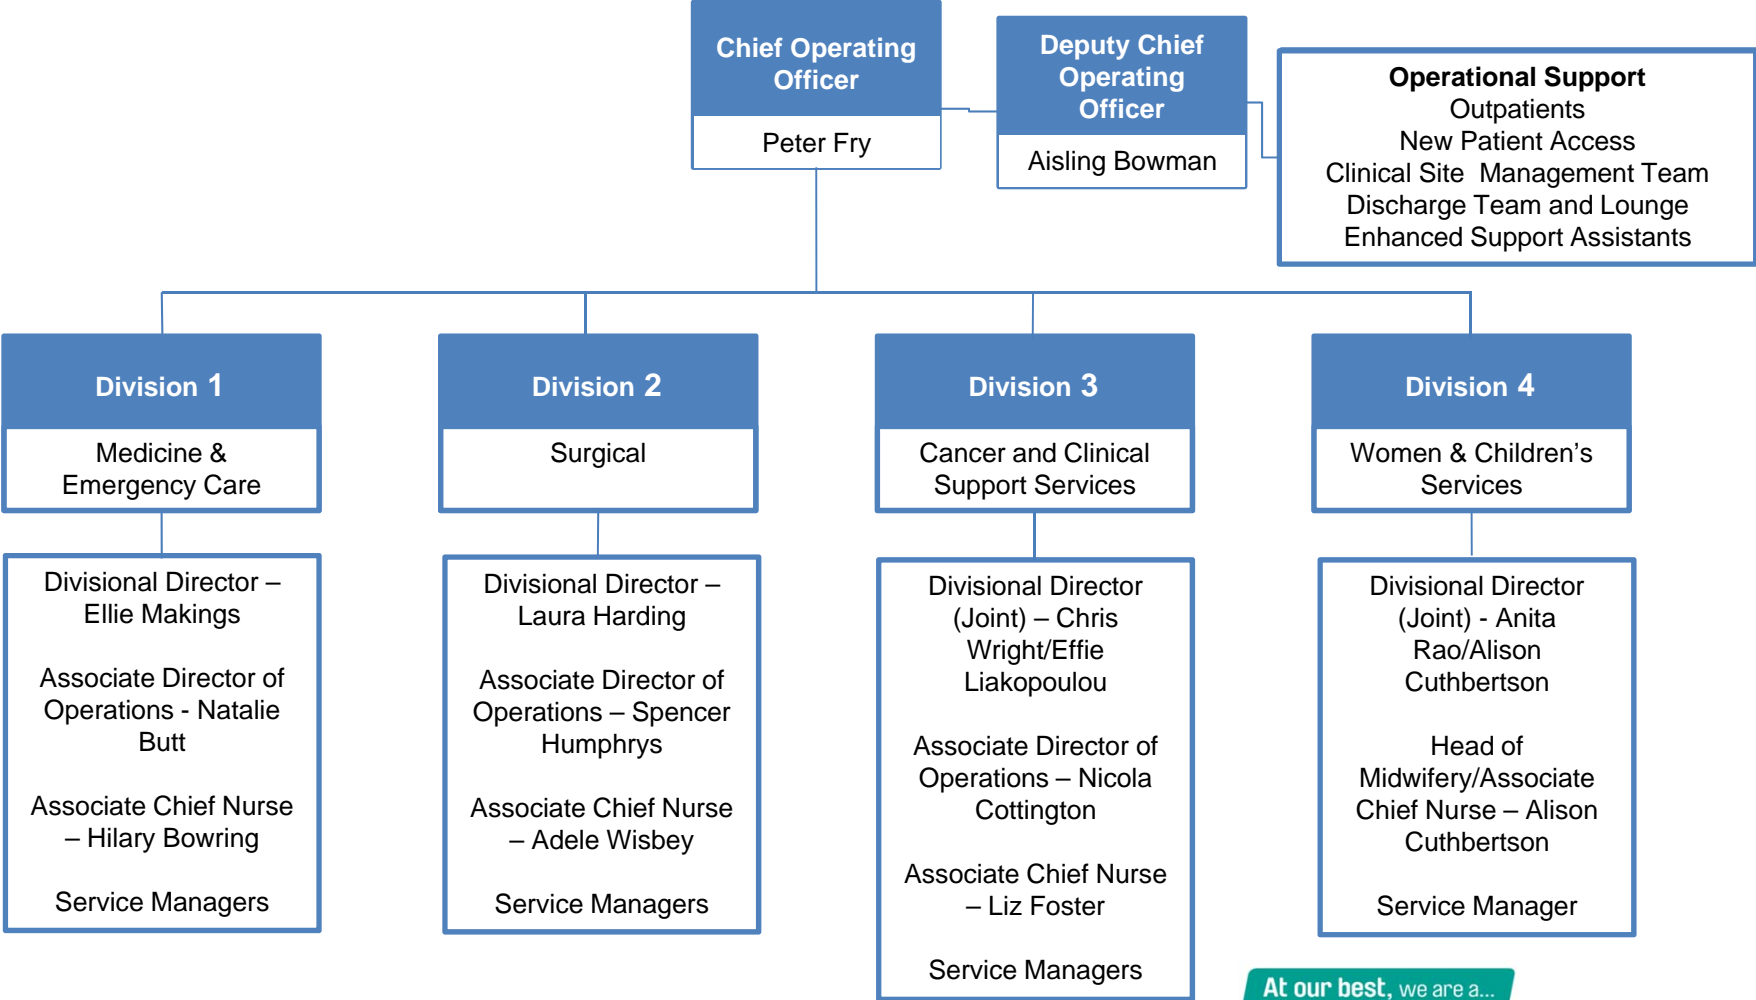 Chief Operating
Officer
Peter Fry
Deputy Chief
Operating
Officer
Aisling Bowman
Operational Support
Outpatients
New Patient Access
Clinical Site  Management Team
Discharge Team and Lounge
Enhanced Support Assistants
Division 1
Medicine &
Emergency Care
Divisional Director –
Ellie Makings
Associate Director of
Operations - Natalie
Butt
Associate Chief Nurse
– Hilary Bowring
Service Managers
Division 2
Surgical
Divisional Director –
Laura Harding
Associate Director of
Operations – Spencer
Humphrys
Associate Chief Nurse
– Adele Wisbey
Service Managers
Division 3
Cancer and Clinical
Support Services
Divisional Director
(Joint) – Chris
Wright/Effie
Liakopoulou
Associate Director of
Operations – Nicola
Cottington
Associate Chief Nurse
– Liz Foster
Service Managers
Division 4
Women & Children’s
Services
Divisional Director
(Joint) - Anita
Rao/Alison
Cuthbertson
Head of
Midwifery/Associate
Chief Nurse – Alison
Cuthbertson
Service Manager
At our best, we are a...